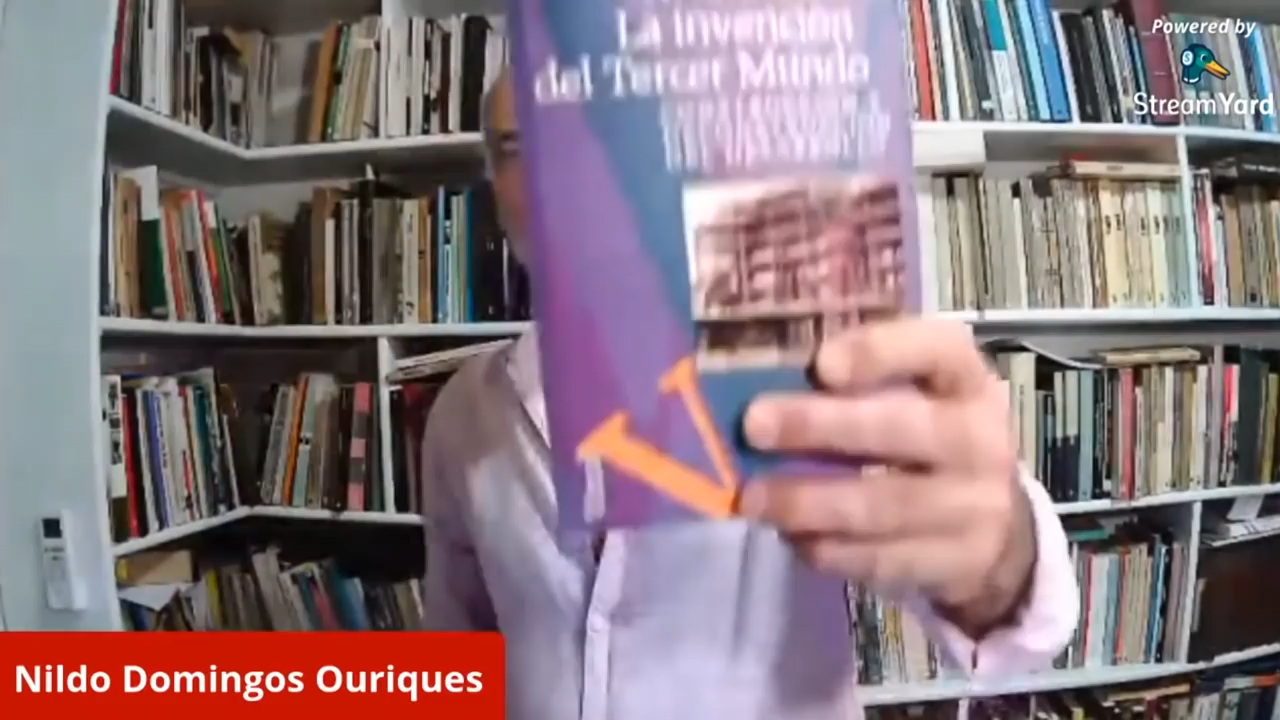 Powered by
StreamYard
La invención
del Tercer Mundo
Nildo Domingos Ouriques